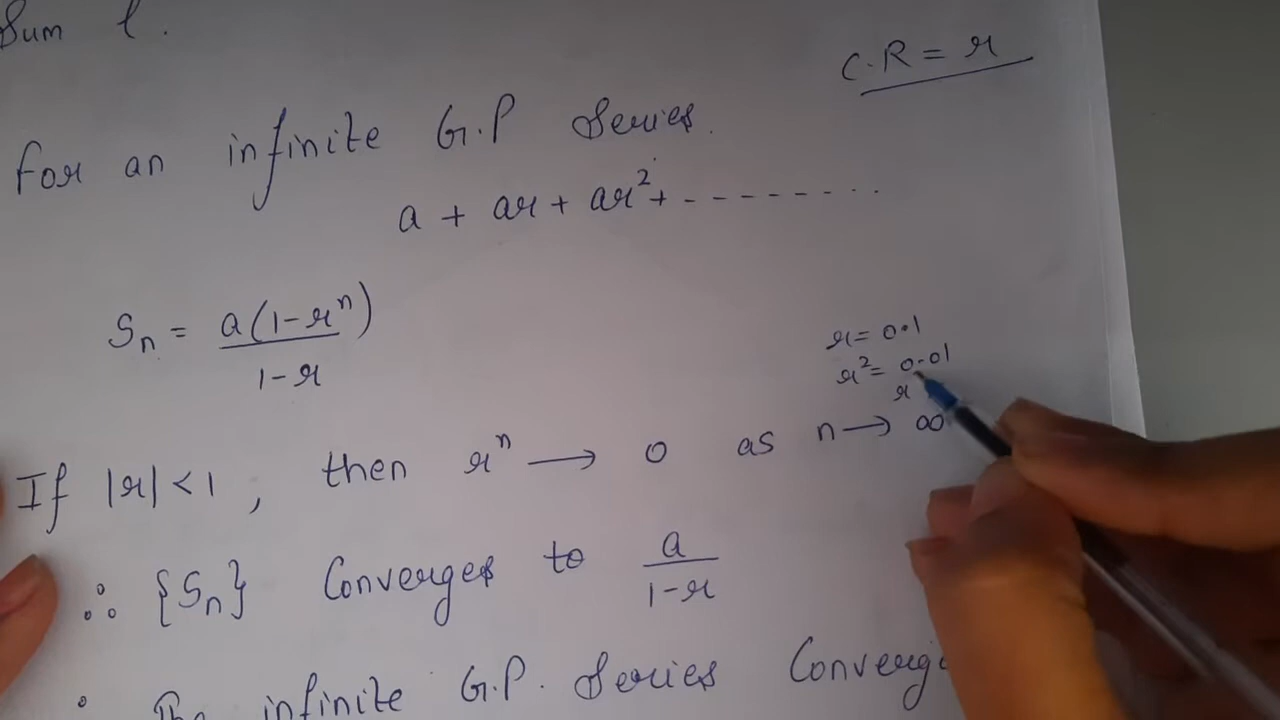 Sum l.
C.R = r
For an infinite G.P Series.
a + ar + ar² + - - - - - - - . .
Sn = a(1-rⁿ) / 1-r
r = 0.1
r² = 0.01
r
If |r| < 1, then rⁿ → 0 as n → ∞
∴ {Sn} Converges to a / 1-r
infinite G.P. Series